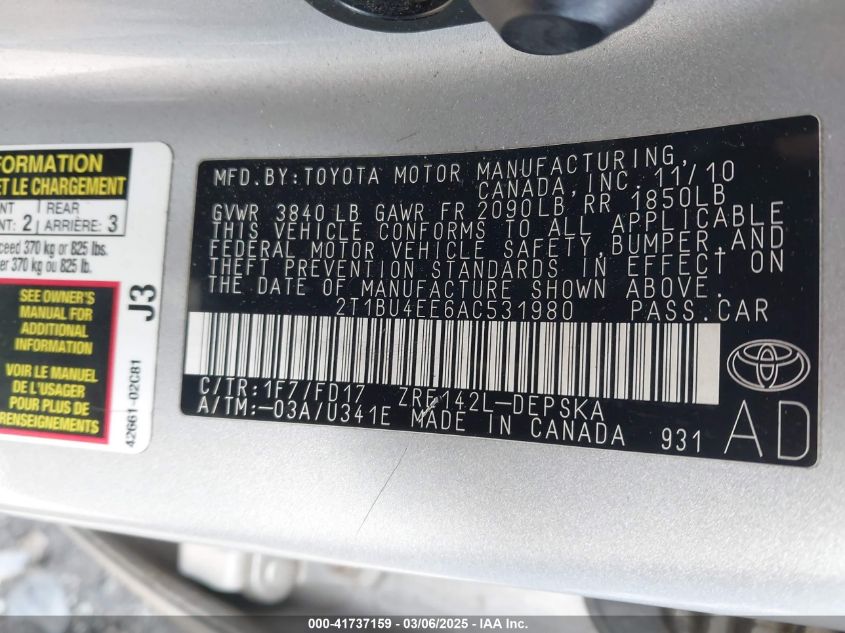 FORMATION
ET LE CHARGEMENT
NT 2 REAR
NT: ARRIÈRE: 3
ceed 370 kg or 825 lbs.
er 370 kg ou 825 lb.
SEE OWNER'S
MANUAL FOR
ADDITIONAL
INFORMATION
VOIR LE MANUEL
DE L'USAGER
POUR PLUS DE
RENSEIGNEMENTS
J3
42661-02C81
MFD.BY:TOYOTA MOTOR MANUFACTURING,
CANADA, INC. 11/10
GVWR 3840 LB GAWR FR 2090LB RR 1850LB
THIS VEHICLE CONFORMS TO ALL APPLICABLE
FEDERAL MOTOR VEHICLE SAFETY,BUMPER,AND
THEFT PREVENTION STANDARDS IN EFFECT ON
THE DATE OF MANUFACTURE SHOWN ABOVE.
2T1BU4EE6AC531980 PASS.CAR
C/TR:1F7/FD17 ZRE142L-DEPSKA
A/TM:-03A/U341E MADE IN CANADA 931
AD
000-41737159 — 03/06/2025 — IAA Inc.